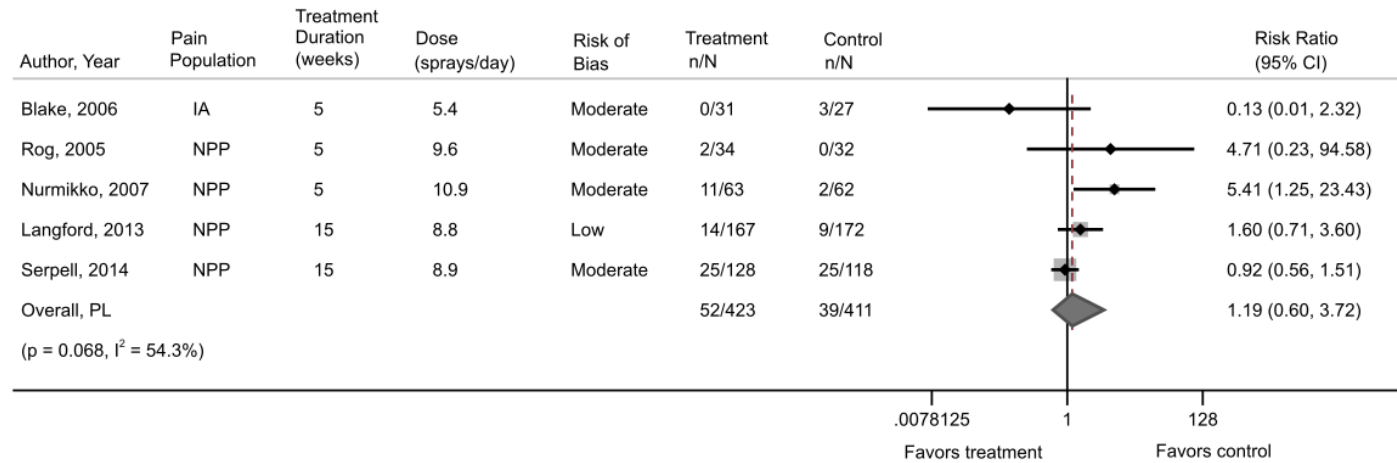 Author, Year Pain Population Treatment Duration (weeks) Dose (sprays/day) Risk of Bias Treatment n/N Control n/N Risk Ratio (95% CI)
Blake, 2006 IA 5 5.4 Moderate 0/31 3/27 0.13 (0.01, 2.32)
Rog, 2005 NPP 5 9.6 Moderate 2/34 0/32 4.71 (0.23, 94.58)
Nurmikko, 2007 NPP 5 10.9 Moderate 11/63 2/62 5.41 (1.25, 23.43)
Langford, 2013 NPP 15 8.8 Low 14/167 9/172 1.60 (0.71, 3.60)
Serpell, 2014 NPP 15 8.9 Moderate 25/128 25/118 0.92 (0.56, 1.51)
Overall, PL 52/423 39/411 1.19 (0.60, 3.72)
(p = 0.068, I² = 54.3%)
.0078125 1 128
Favors treatment Favors control